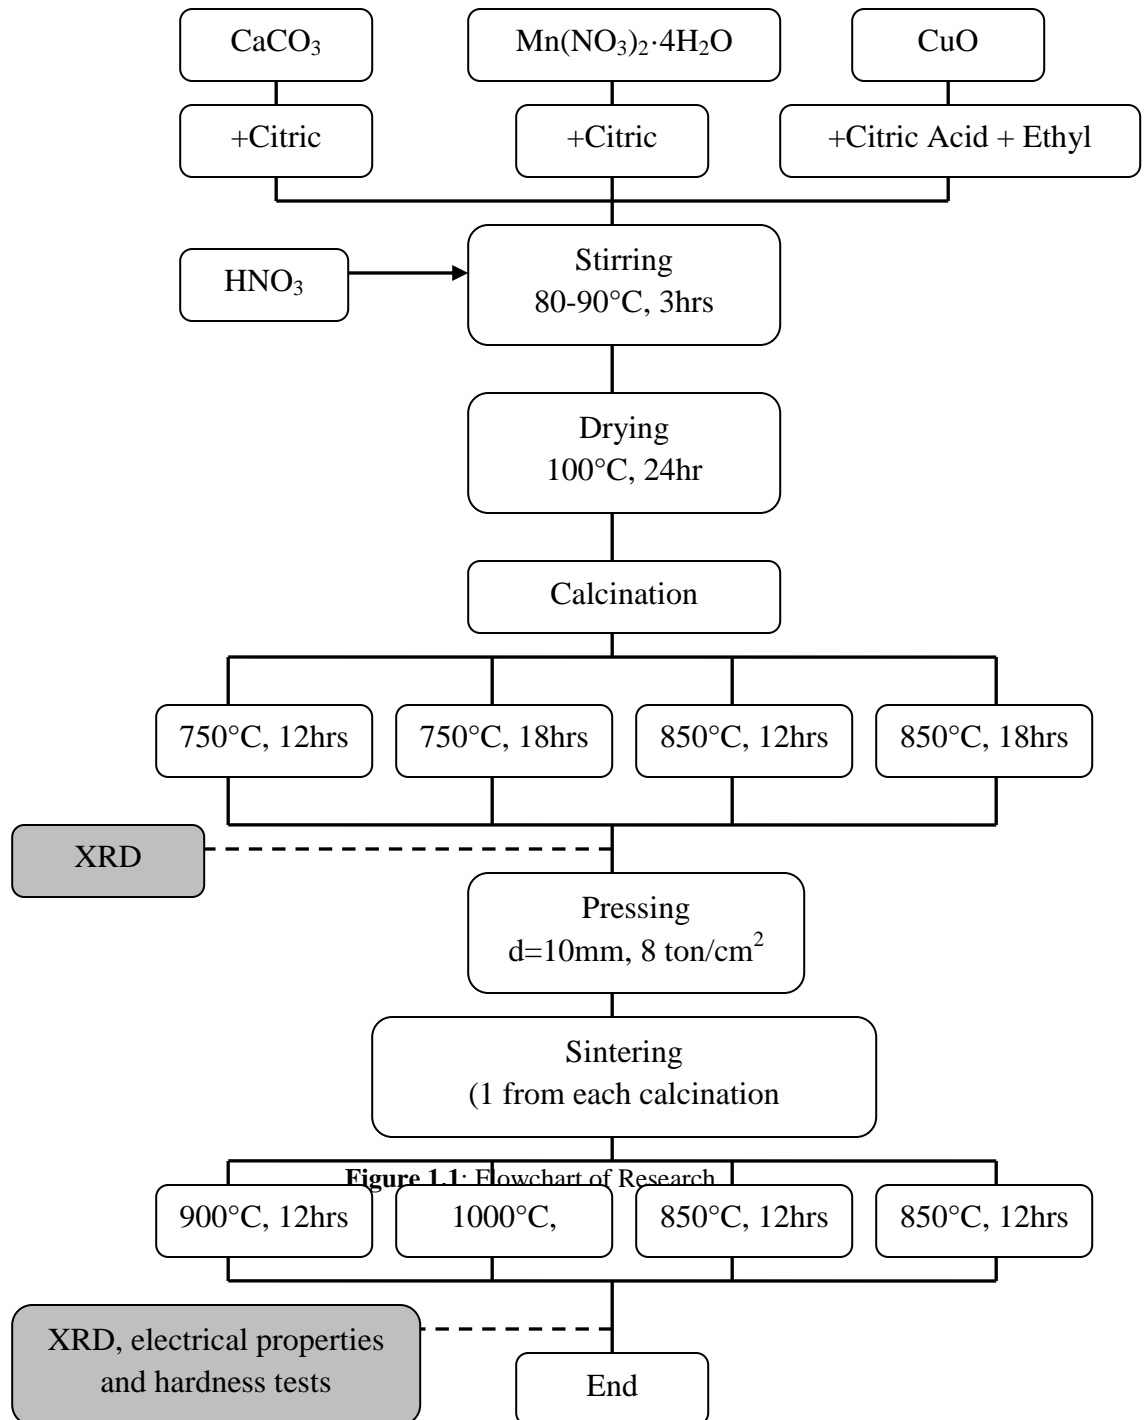 CaCO₃
Mn(NO₃)₂·4H₂O
CuO
+Citric
+Citric
+Citric Acid + Ethyl
HNO₃
Stirring
80-90°C, 3hrs
Drying
100°C, 24hr
Calcination
750°C, 12hrs
750°C, 18hrs
850°C, 12hrs
850°C, 18hrs
XRD
Pressing
d=10mm, 8 ton/cm²
Sintering
(1 from each calcination
Figure 1.1: Flowchart of Research
900°C, 12hrs
1000°C,
850°C, 12hrs
850°C, 12hrs
XRD, electrical properties
and hardness tests
End